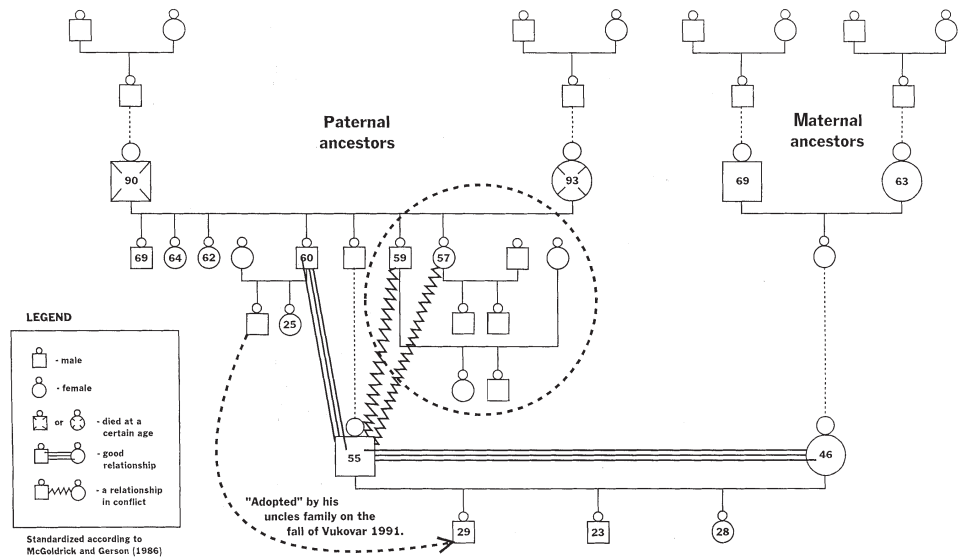 Paternal
ancestors
Maternal
ancestors
90
93
69
63
69
64
62
60
59
57
25
LEGEND
- male
- female
or
- died at a
certain age
- good
relationship
- a relationship
in conflict
Standardized according to
McGoldrick and Gerson (1986)
55
46
"Adopted" by his
uncles family on the
fall of Vukovar 1991.
29
23
28